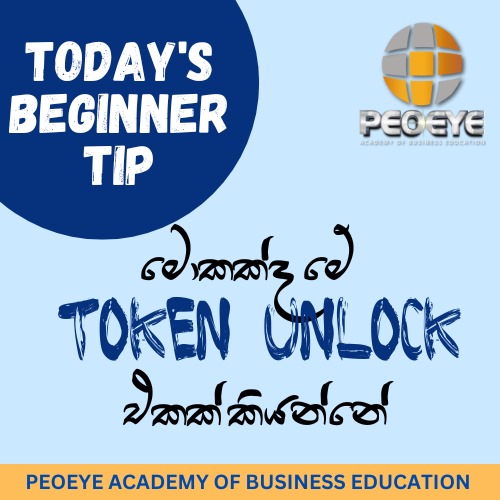 TODAY'S
BEGINNER
TIP
PEOEYE
ACADEMY OF BUSINESS EDUCATION
මොකක්ද මේ
TOKEN UNLOCK
එකක් කියන්නේ
PEOEYE ACADEMY OF BUSINESS EDUCATION